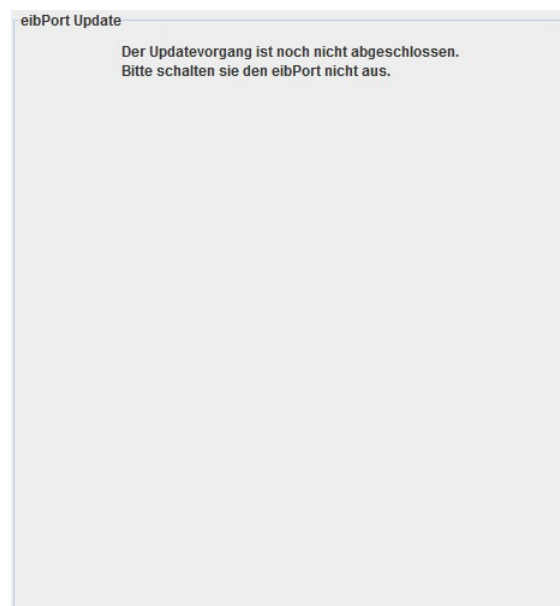 eibPort Update
Der Updatevorgang ist noch nicht abgeschlossen.
Bitte schalten sie den eibPort nicht aus.